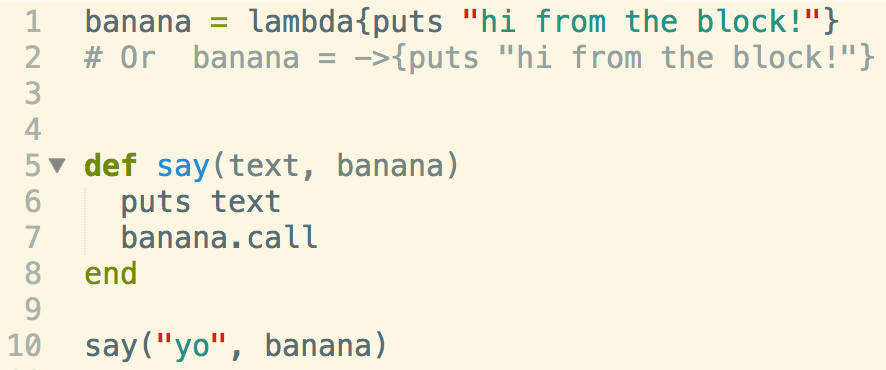 1 banana = lambda{puts "hi from the block!"}
2 # Or  banana = ->{puts "hi from the block!"}
3
4
5 def say(text, banana)
6   puts text
7   banana.call
8 end
9
10 say("yo", banana)